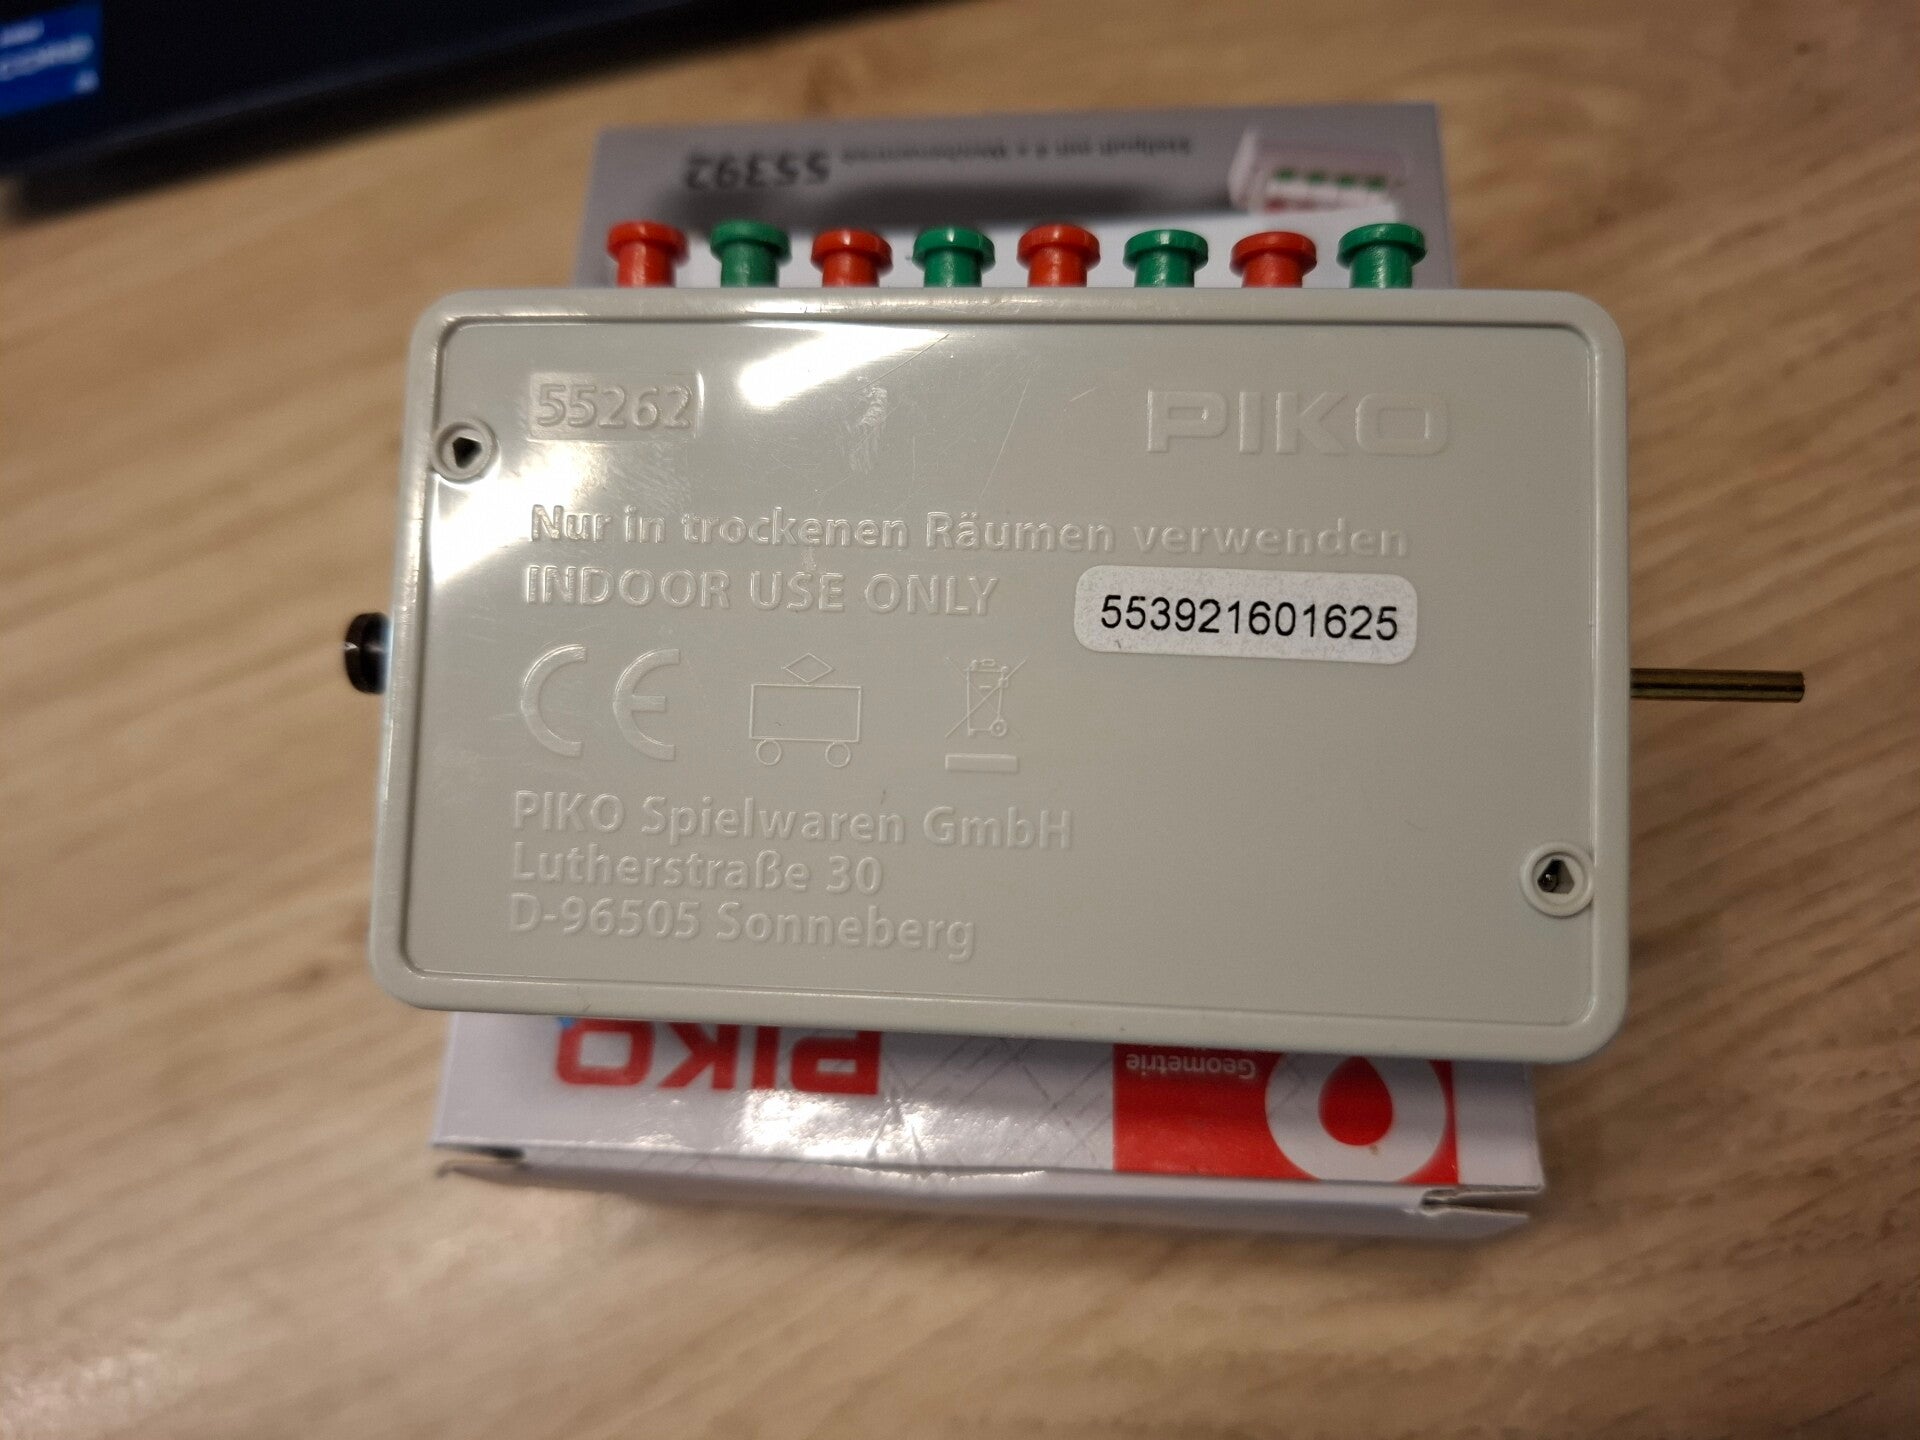 55392
55262
PIKO
Nur in trockenen Räumen verwenden
INDOOR USE ONLY
553921601625
CE
PIKO Spielwaren GmbH
Lutherstraße 30
D-96505 Sonneberg
PIKO
Geometrie